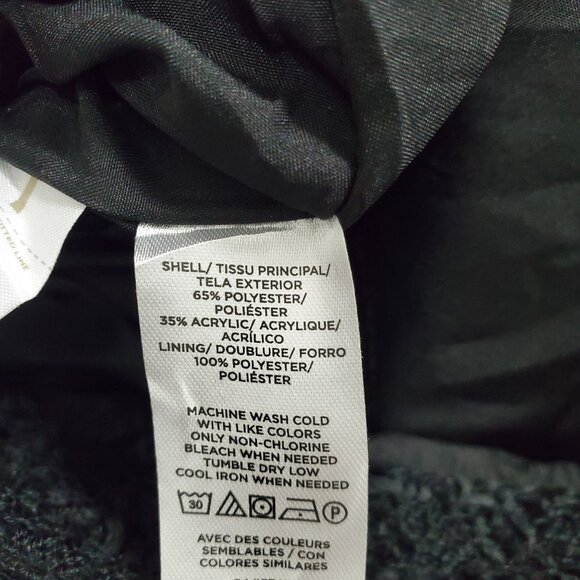 SHELL/ TISSU PRINCIPAL/
TELA EXTERIOR
65% POLYESTER/
POLIÉSTER
35% ACRYLIC/ ACRYLIQUE/
ACRÍLICO
LINING/ DOUBLURE/ FORRO
100% POLYESTER/
POLIÉSTER
MACHINE WASH COLD
WITH LIKE COLORS
ONLY NON-CHLORINE
BLEACH WHEN NEEDED
TUMBLE DRY LOW
COOL IRON WHEN NEEDED
30 P
AVEC DES COULEURS
SEMBLABLES / CON
COLORES SIMILARES
LINE